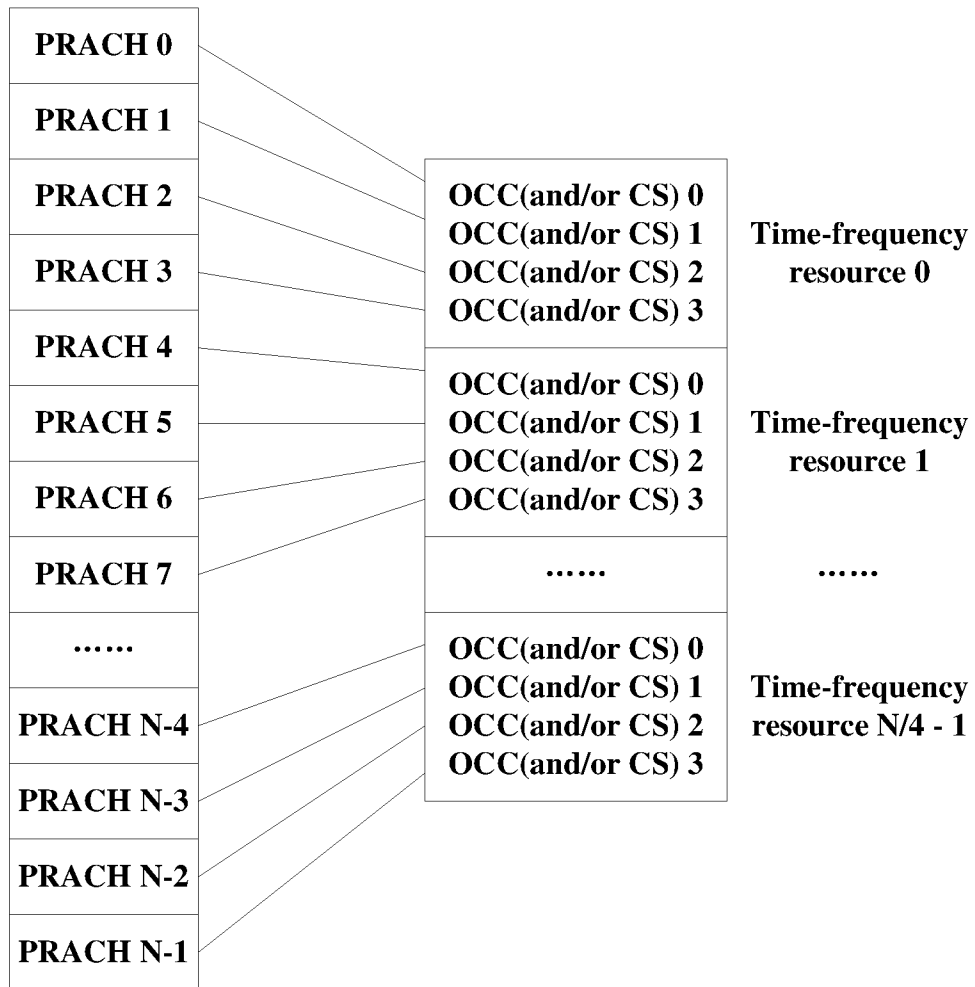 PRACH 0
PRACH 1
PRACH 2
PRACH 3
PRACH 4
PRACH 5
PRACH 6
PRACH 7
……
PRACH N-4
PRACH N-3
PRACH N-2
PRACH N-1
OCC(and/or CS) 0
OCC(and/or CS) 1
OCC(and/or CS) 2
OCC(and/or CS) 3
Time-frequency
resource 0
OCC(and/or CS) 0
OCC(and/or CS) 1
OCC(and/or CS) 2
OCC(and/or CS) 3
Time-frequency
resource 1
……
……
OCC(and/or CS) 0
OCC(and/or CS) 1
OCC(and/or CS) 2
OCC(and/or CS) 3
Time-frequency
resource N/4 - 1